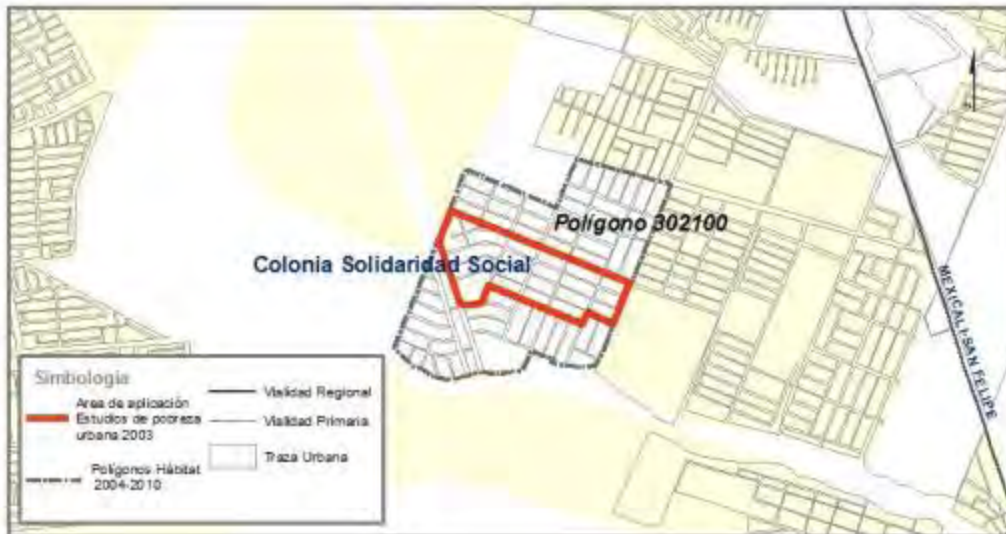 Polígono 302100
Colonia Solidaridad Social
MEXICALI-SAN FELIPE
Simbología
Area de aplicación
Estudios de pobreza
urbana 2003
Polígonos Hábitat
2004-2010
Vialidad Regional
Vialidad Primaria
Traza Urbana